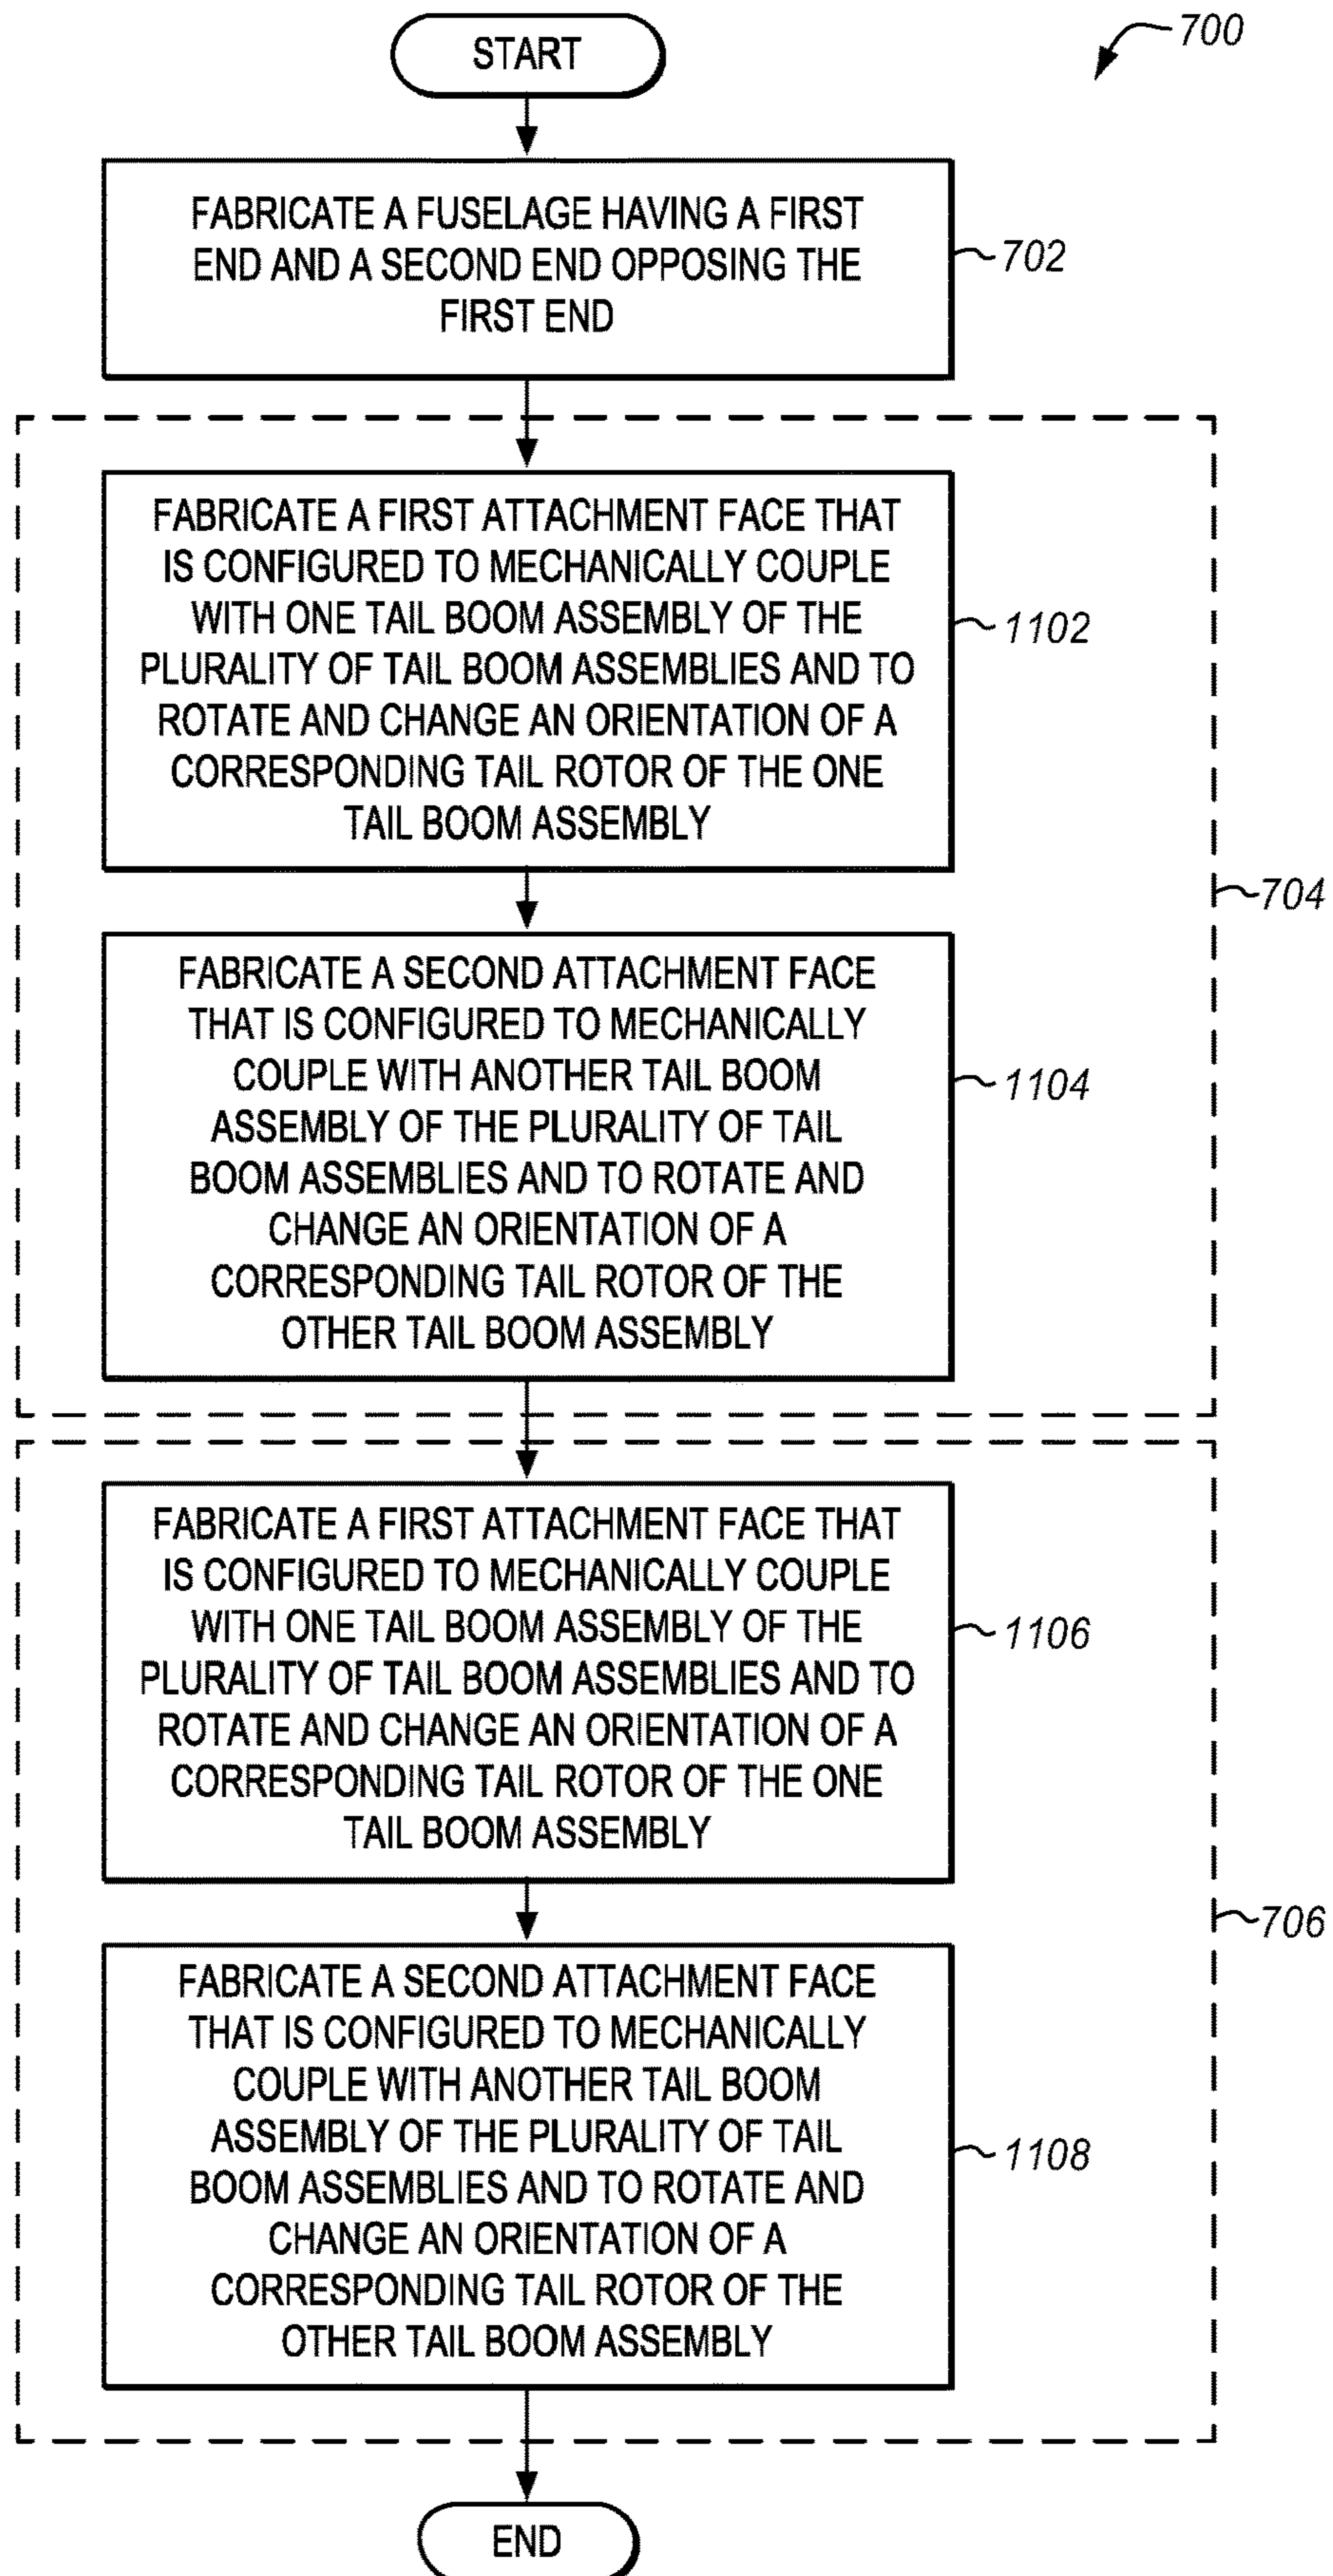 START
700
FABRICATE A FUSELAGE HAVING A FIRST
END AND A SECOND END OPPOSING THE
FIRST END
702
FABRICATE A FIRST ATTACHMENT FACE THAT
IS CONFIGURED TO MECHANICALLY COUPLE
WITH ONE TAIL BOOM ASSEMBLY OF THE
PLURALITY OF TAIL BOOM ASSEMBLIES AND TO
ROTATE AND CHANGE AN ORIENTATION OF A
CORRESPONDING TAIL ROTOR OF THE ONE
TAIL BOOM ASSEMBLY
1102
704
FABRICATE A SECOND ATTACHMENT FACE
THAT IS CONFIGURED TO MECHANICALLY
COUPLE WITH ANOTHER TAIL BOOM
ASSEMBLY OF THE PLURALITY OF TAIL
BOOM ASSEMBLIES AND TO ROTATE AND
CHANGE AN ORIENTATION OF A
CORRESPONDING TAIL ROTOR OF THE
OTHER TAIL BOOM ASSEMBLY
1104
FABRICATE A FIRST ATTACHMENT FACE THAT
IS CONFIGURED TO MECHANICALLY COUPLE
WITH ONE TAIL BOOM ASSEMBLY OF THE
PLURALITY OF TAIL BOOM ASSEMBLIES AND TO
ROTATE AND CHANGE AN ORIENTATION OF A
CORRESPONDING TAIL ROTOR OF THE ONE
TAIL BOOM ASSEMBLY
1106
706
FABRICATE A SECOND ATTACHMENT FACE
THAT IS CONFIGURED TO MECHANICALLY
COUPLE WITH ANOTHER TAIL BOOM
ASSEMBLY OF THE PLURALITY OF TAIL
BOOM ASSEMBLIES AND TO ROTATE AND
CHANGE AN ORIENTATION OF A
CORRESPONDING TAIL ROTOR OF THE
OTHER TAIL BOOM ASSEMBLY
1108
END